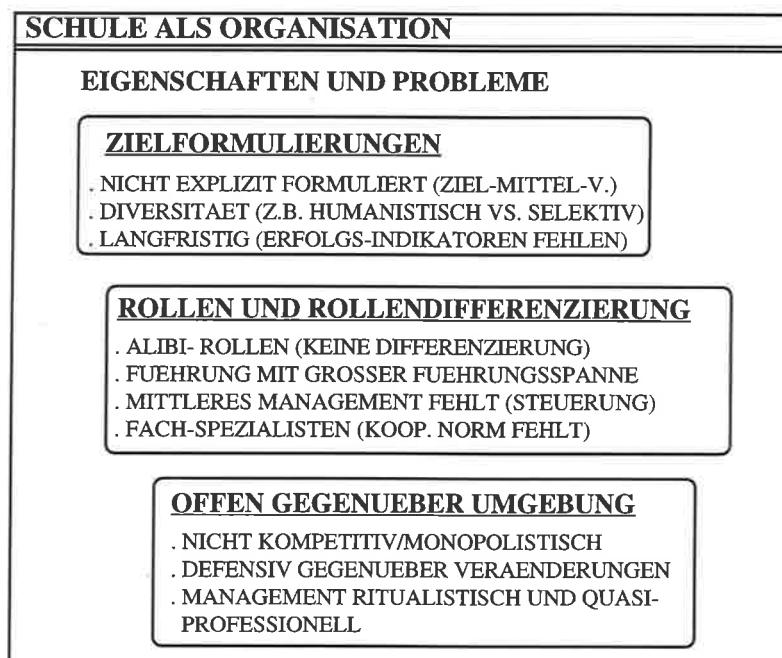 SCHULE ALS ORGANISATION
EIGENSCHAFTEN UND PROBLEME
ZIELFORMULIERUNGEN
. NICHT EXPLIZIT FORMULIERT (ZIEL-MITTEL-V.)
. DIVERSITAET (Z.B. HUMANISTISCH VS. SELEKTIV)
. LANGFRISTIG (ERFOLGS-INDIKATOREN FEHLEN)
ROLLEN UND ROLLENDIFFERENZIERUNG
. ALIBI- ROLLEN (KEINE DIFFERENZIERUNG)
. FUEHRUNG MIT GROSSER FUEHRUNGSSPANNE
. MITTLERES MANAGEMENT FEHLT (STEUERUNG)
. FACH-SPEZIALISTEN (KOOP. NORM FEHLT)
OFFEN GEGENUEBER UMGEBUNG
. NICHT KOMPETITIV/MONOPOLISTISCH
. DEFENSIV GEGENUEBER VERAENDERUNGEN
. MANAGEMENT RITUALISTISCH UND QUASI-
PROFESSIONELL